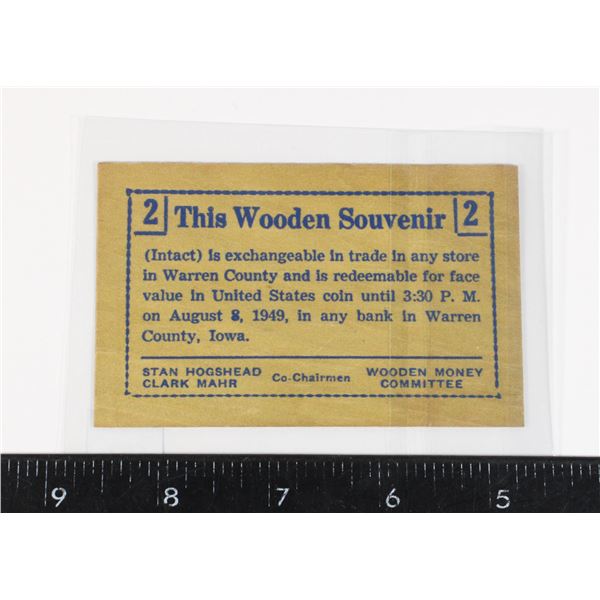 2 This Wooden Souvenir 2
(Intact) is exchangeable in trade in any store
in Warren County and is redeemable for face
value in United States coin until 3:30 P. M.
on August 8, 1949, in any bank in Warren
County, Iowa.
STAN HOGSHEAD Co-Chairmen WOODEN MONEY
CLARK MAHR COMMITTEE
9 8 7 6 5